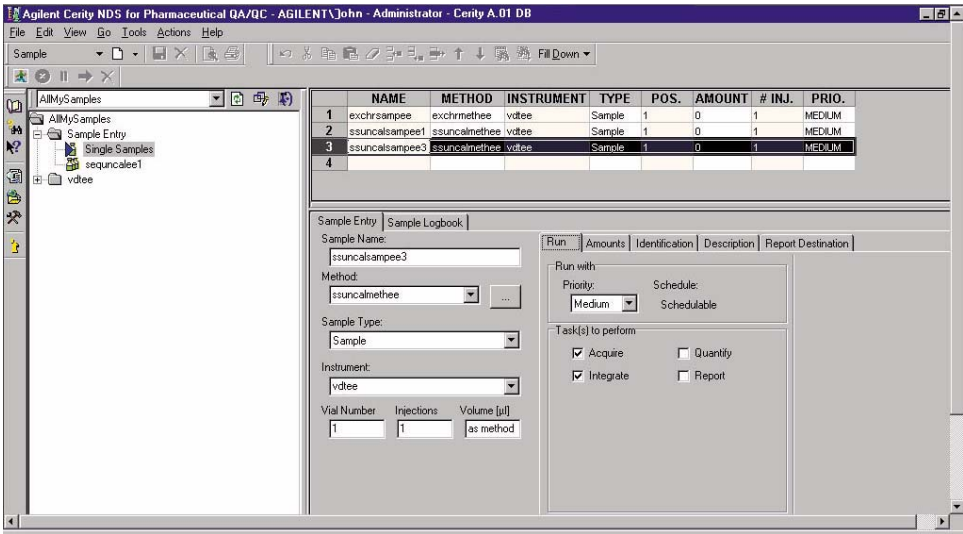 Agilent Cerity NDS for Pharmaceutical QA/QC - AGILENT\John - Administrator - Cerity A.01 DB
File Edit View Go Tools Actions Help
Sample Fill Down
AllMySamples
AllMySamples
Sample Entry
Single Samples
sequncalee1
vdtee
NAME METHOD INSTRUMENT TYPE POS. AMOUNT # INJ. PRIO.
1 exchrsampee exchrmethee vdtee Sample 1 0 1 MEDIUM
2 ssuncalsampee1 ssuncalmethee vdtee Sample 1 0 1 MEDIUM
3 ssuncalsampee3 ssuncalmethee vdtee Sample 1 0 1 MEDIUM
4
Sample Entry Sample Logbook
Sample Name:
ssuncalsampee3
Method:
ssuncalmethee ...
Sample Type:
Sample
Instrument:
vdtee
Vial Number Injections Volume [µl]
1 1 as method
Run Amounts Identification Description Report Destination
Run with
Priority: Schedule:
Medium Schedulable
Task(s) to perform
Acquire Quantify
Integrate Report